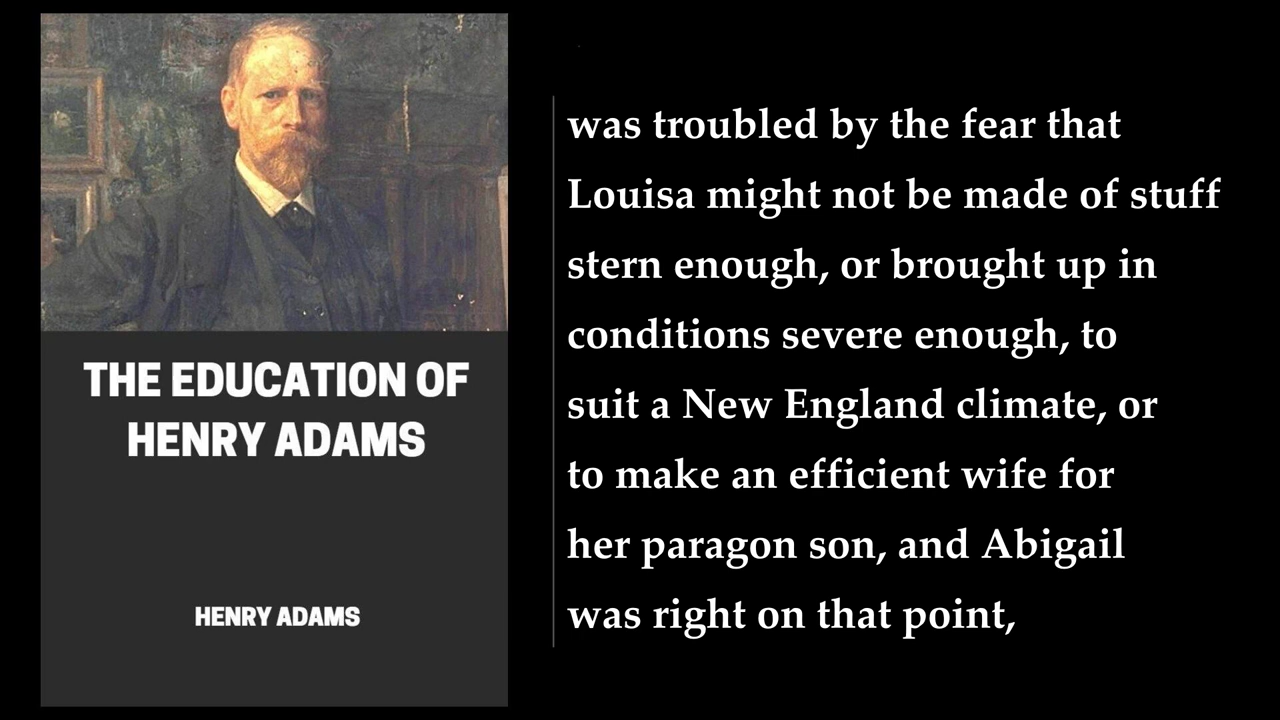 THE EDUCATION OF
HENRY ADAMS
HENRY ADAMS
was troubled by the fear that
Louisa might not be made of stuff
stern enough, or brought up in
conditions severe enough, to
suit a New England climate, or
to make an efficient wife for
her paragon son, and Abigail
was right on that point,